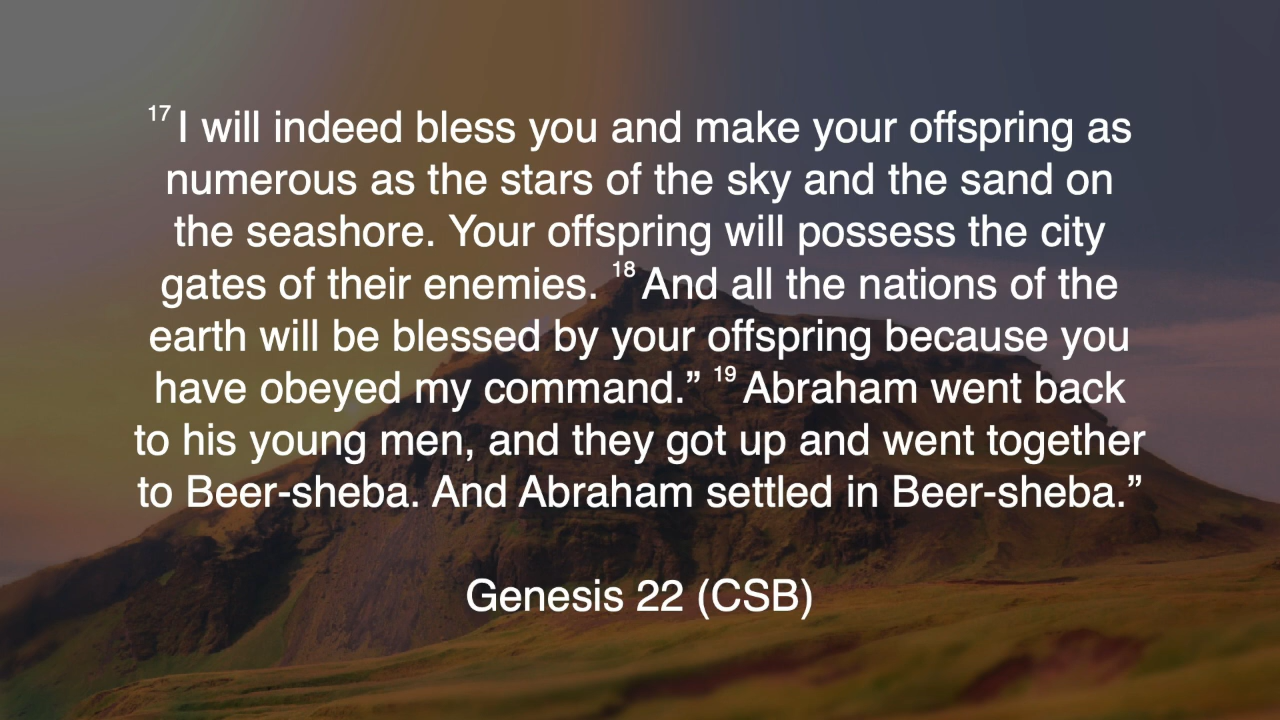 17 I will indeed bless you and make your offspring as
numerous as the stars of the sky and the sand on
the seashore. Your offspring will possess the city
gates of their enemies. 18 And all the nations of the
earth will be blessed by your offspring because you
have obeyed my command.” 19 Abraham went back
to his young men, and they got up and went together
to Beer-sheba. And Abraham settled in Beer-sheba.”
Genesis 22 (CSB)